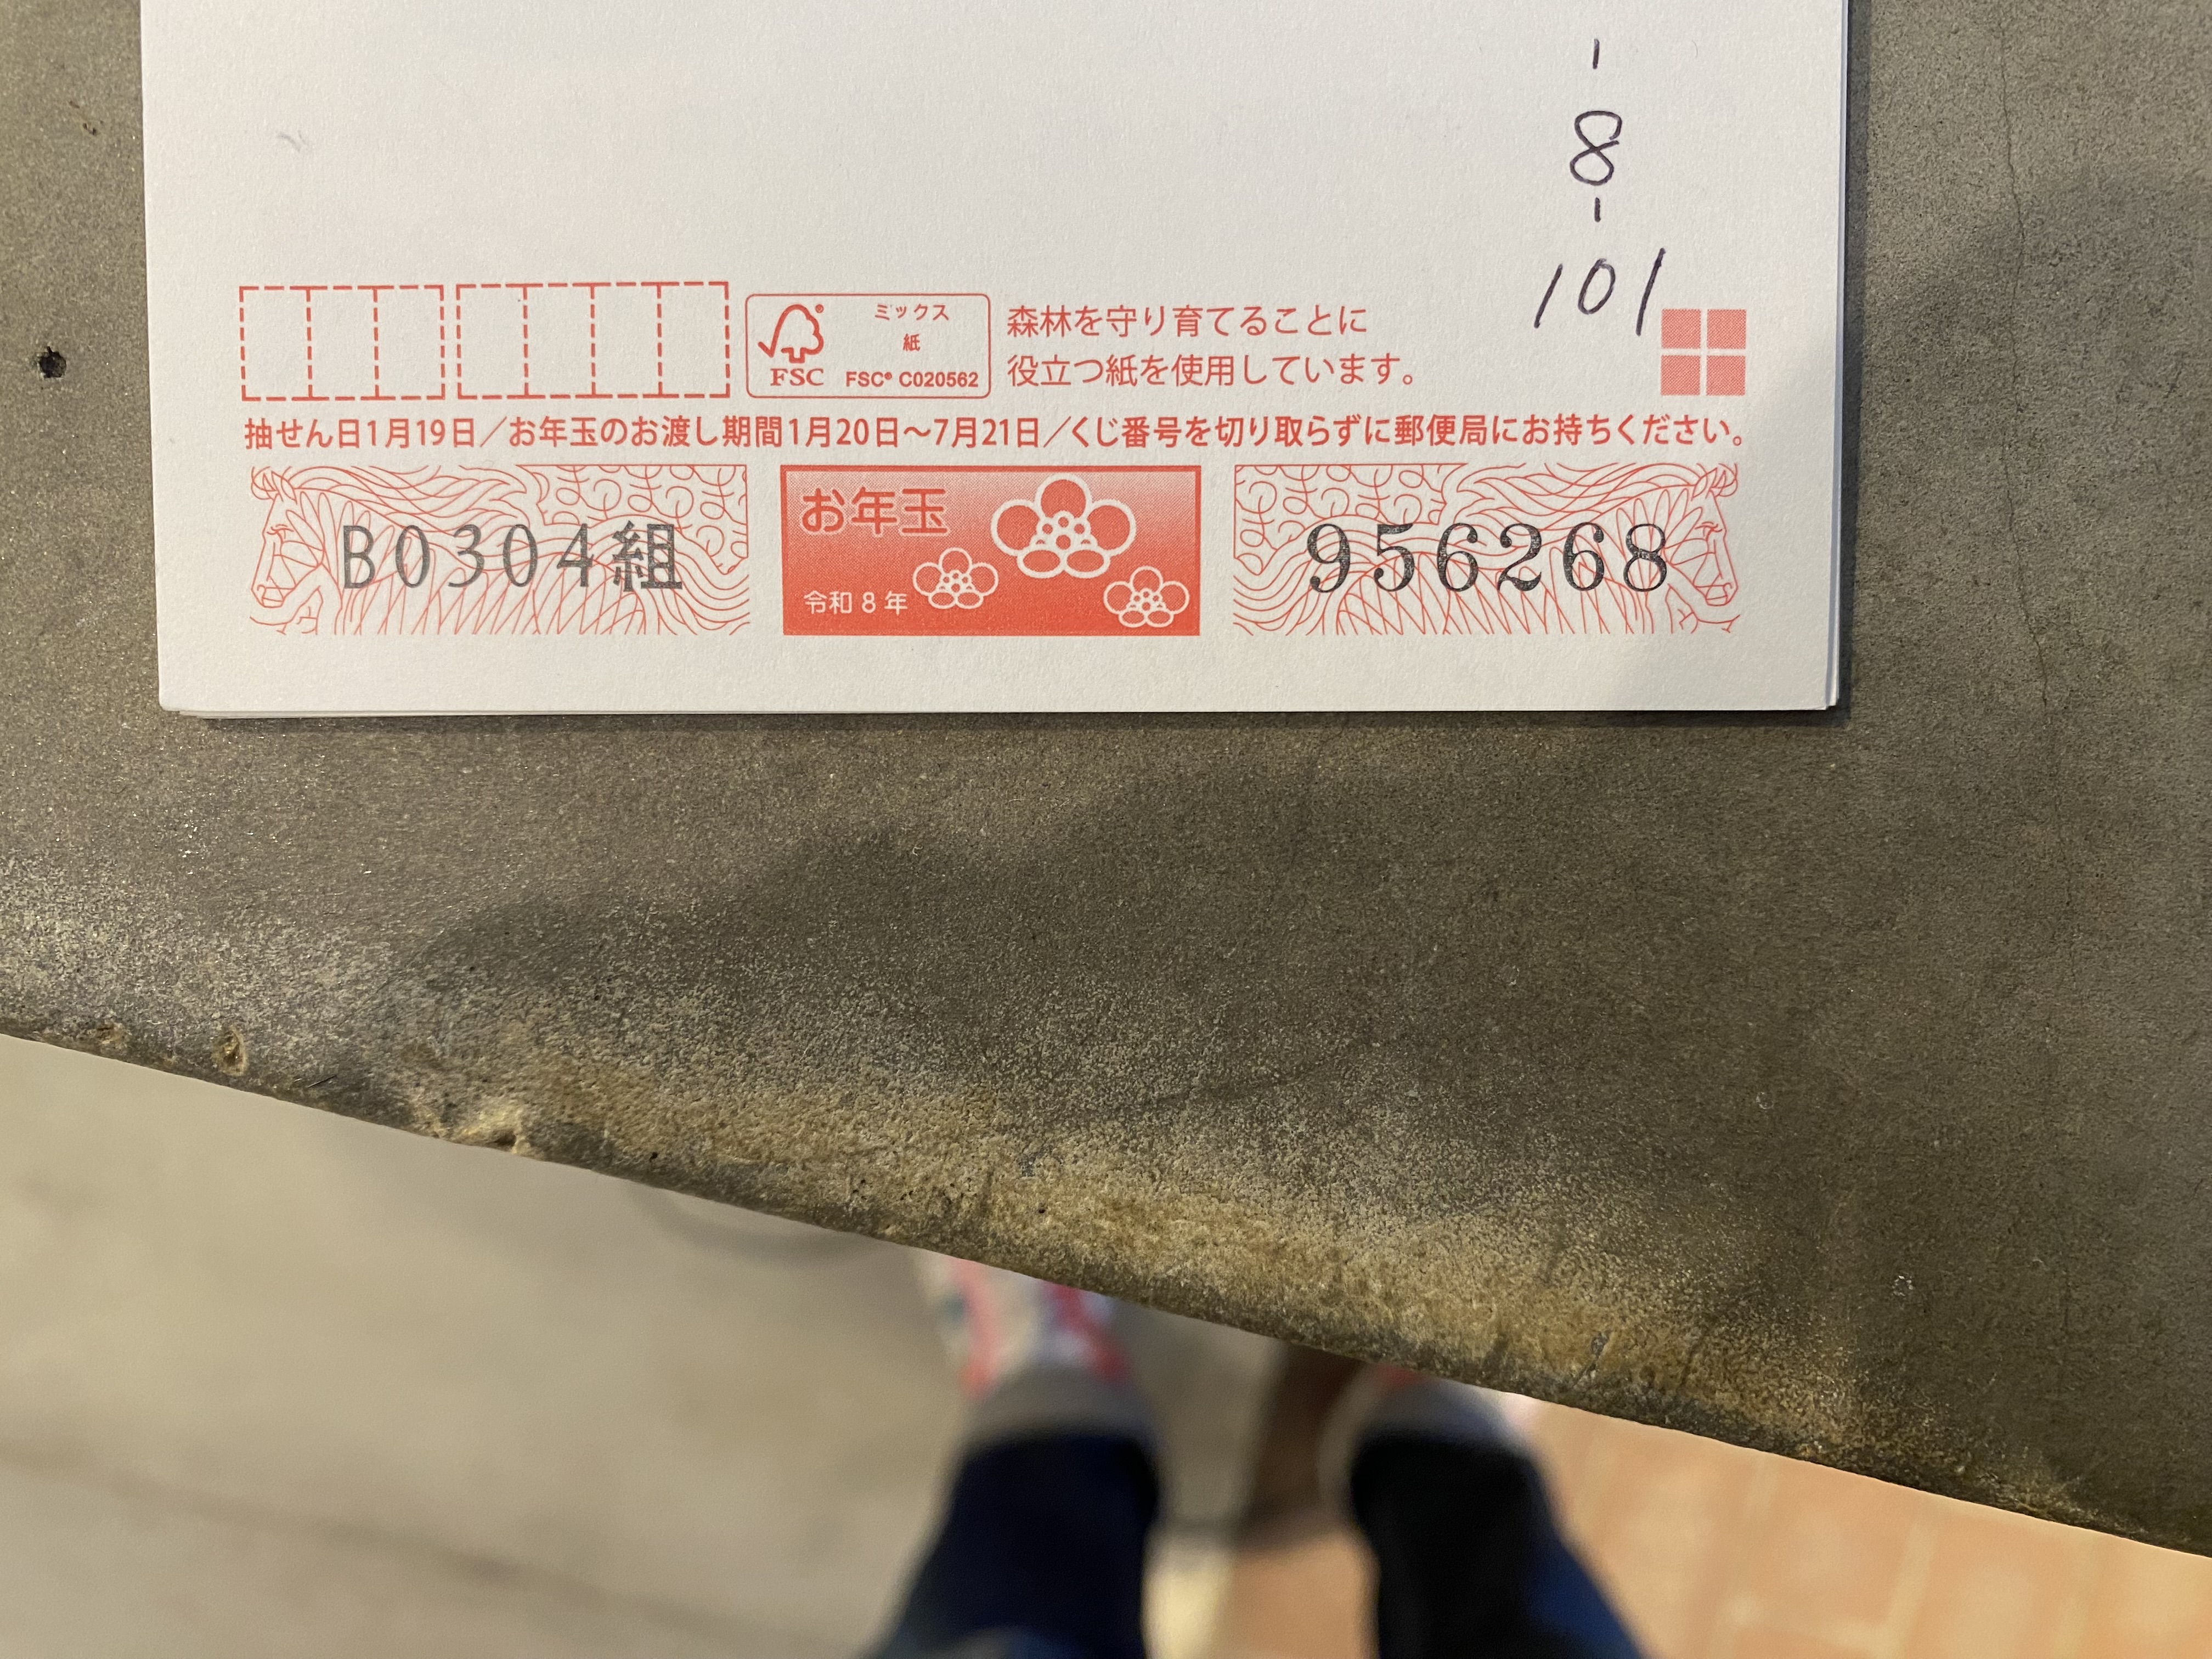 -
8
-
101
ミックス
紙
FSC
FSC® C020562
森林を守り育てることに
役立つ紙を使用しています。
抽せん日1月19日／お年玉のお渡し期間1月20日～7月21日／くじ番号を切り取らずに郵便局にお持ちください。
B0304組
お年玉
令和8年
956268